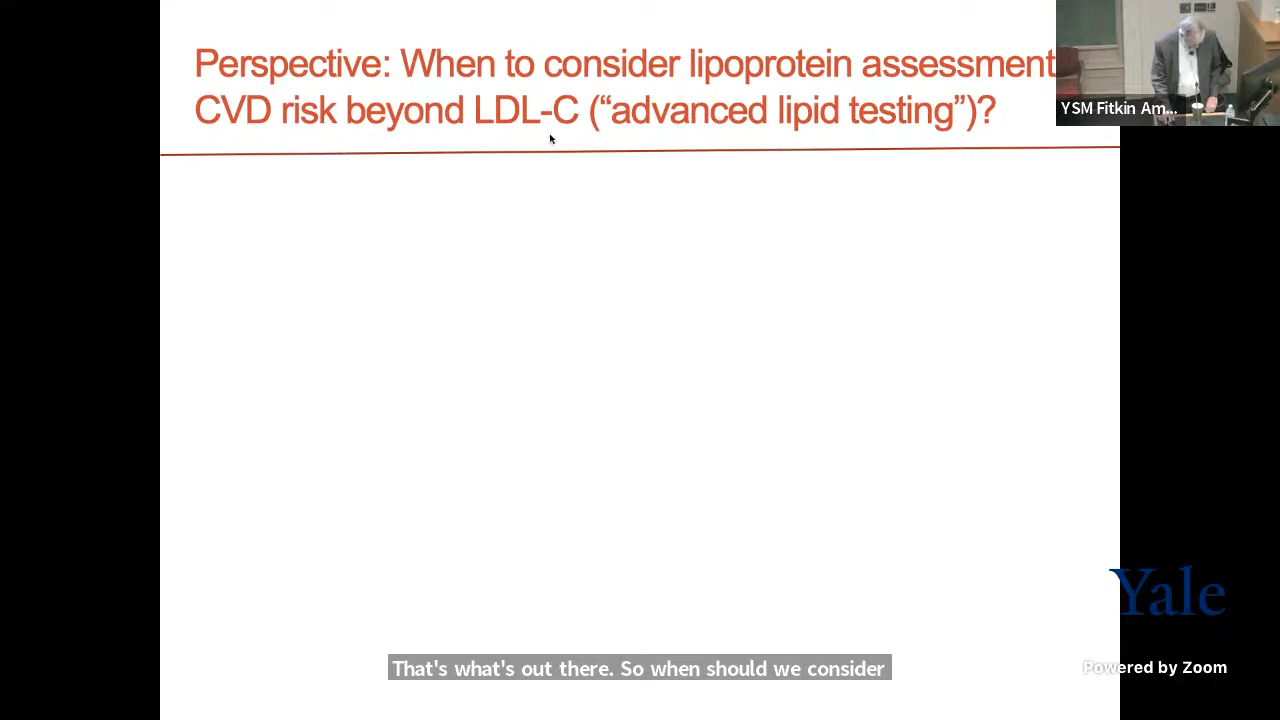 Perspective: When to consider lipoprotein assessment
CVD risk beyond LDL-C (“advanced lipid testing”)?
YSM Fitkin Am...
Yale
That's what's out there. So when should we consider
Powered by Zoom